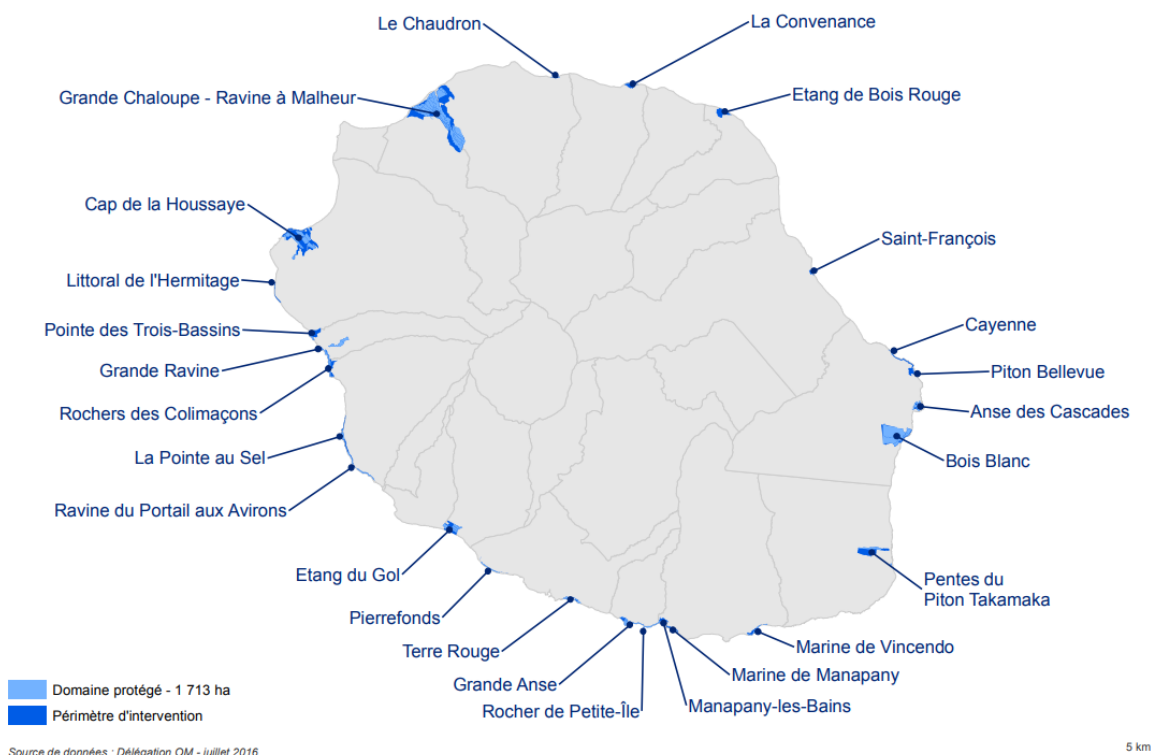 Le Chaudron
La Convenance
Grande Chaloupe - Ravine à Malheur
Etang de Bois Rouge
Cap de la Houssaye
Saint-François
Littoral de l'Hermitage
Pointe des Trois-Bassins
Cayenne
Grande Ravine
Piton Bellevue
Rochers des Colimaçons
Anse des Cascades
La Pointe au Sel
Bois Blanc
Ravine du Portail aux Avirons
Etang du Gol
Pentes du
Piton Takamaka
Pierrefonds
Terre Rouge
Marine de Vincendo
Marine de Manapany
Grande Anse
Manapany-les-Bains
Rocher de Petite-Île
Domaine protégé - 1 713 ha
Périmètre d'intervention
Source de données : Délégation OM - juillet 2016
5 km